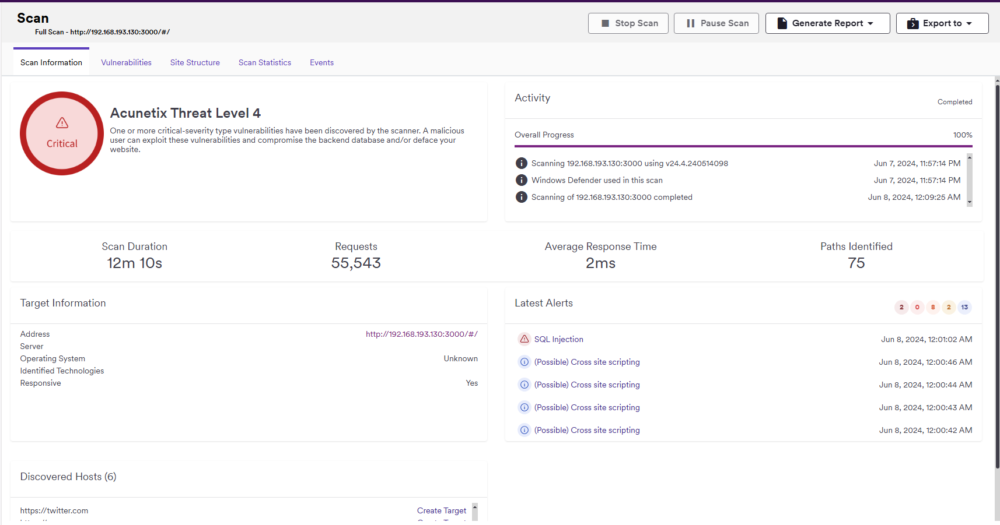 Scan
Full Scan - http://192.168.193.130:3000/#/
Stop Scan
Pause Scan
Generate Report
Export to
Scan Information
Vulnerabilities
Site Structure
Scan Statistics
Events
Critical
Acunetix Threat Level 4
One or more critical-severity type vulnerabilities have been discovered by the scanner. A malicious
user can exploit these vulnerabilities and compromise the backend database and/or deface your
website.
Activity
Completed
Overall Progress 100%
Scanning 192.168.193.130:3000 using v24.4.240514098 Jun 7, 2024, 11:57:14 PM
Windows Defender used in this scan Jun 7, 2024, 11:57:14 PM
Scanning of 192.168.193.130:3000 completed Jun 8, 2024, 12:09:25 AM
Scan Duration
12m 10s
Requests
55,543
Average Response Time
2ms
Paths Identified
75
Target Information
Address http://192.168.193.130:3000/#/
Server
Operating System Unknown
Identified Technologies
Responsive Yes
Latest Alerts
2 0 8 2 13
SQL Injection Jun 8, 2024, 12:01:02 AM
(Possible) Cross site scripting Jun 8, 2024, 12:00:46 AM
(Possible) Cross site scripting Jun 8, 2024, 12:00:44 AM
(Possible) Cross site scripting Jun 8, 2024, 12:00:43 AM
(Possible) Cross site scripting Jun 8, 2024, 12:00:42 AM
Discovered Hosts (6)
https://twitter.com Create Target